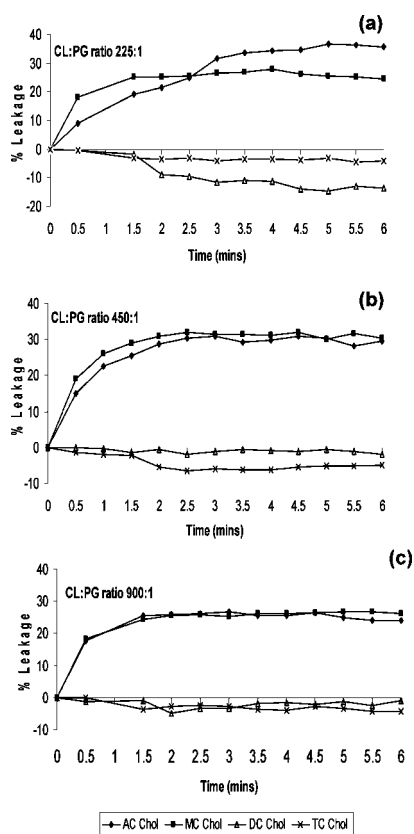 (a)
CL:PG ratio 225:1
% Leakage
40
30
20
10
0
-10
-20
0 0.5 1 1.5 2 2.5 3 3.5 4 4.5 5 5.5 6
Time (mins)
(b)
CL:PG ratio 450:1
% Leakage
40
30
20
10
0
-10
0 0.5 1 1.5 2 2.5 3 3.5 4 4.5 5 5.5 6
Time (mins)
(c)
CL:PG ratio 900:1
% Leakage
40
30
20
10
0
-10
0 0.5 1 1.5 2 2.5 3 3.5 4 4.5 5 5.5 6
Time (mins)
AC Chol MC Chol DC Chol TC Chol